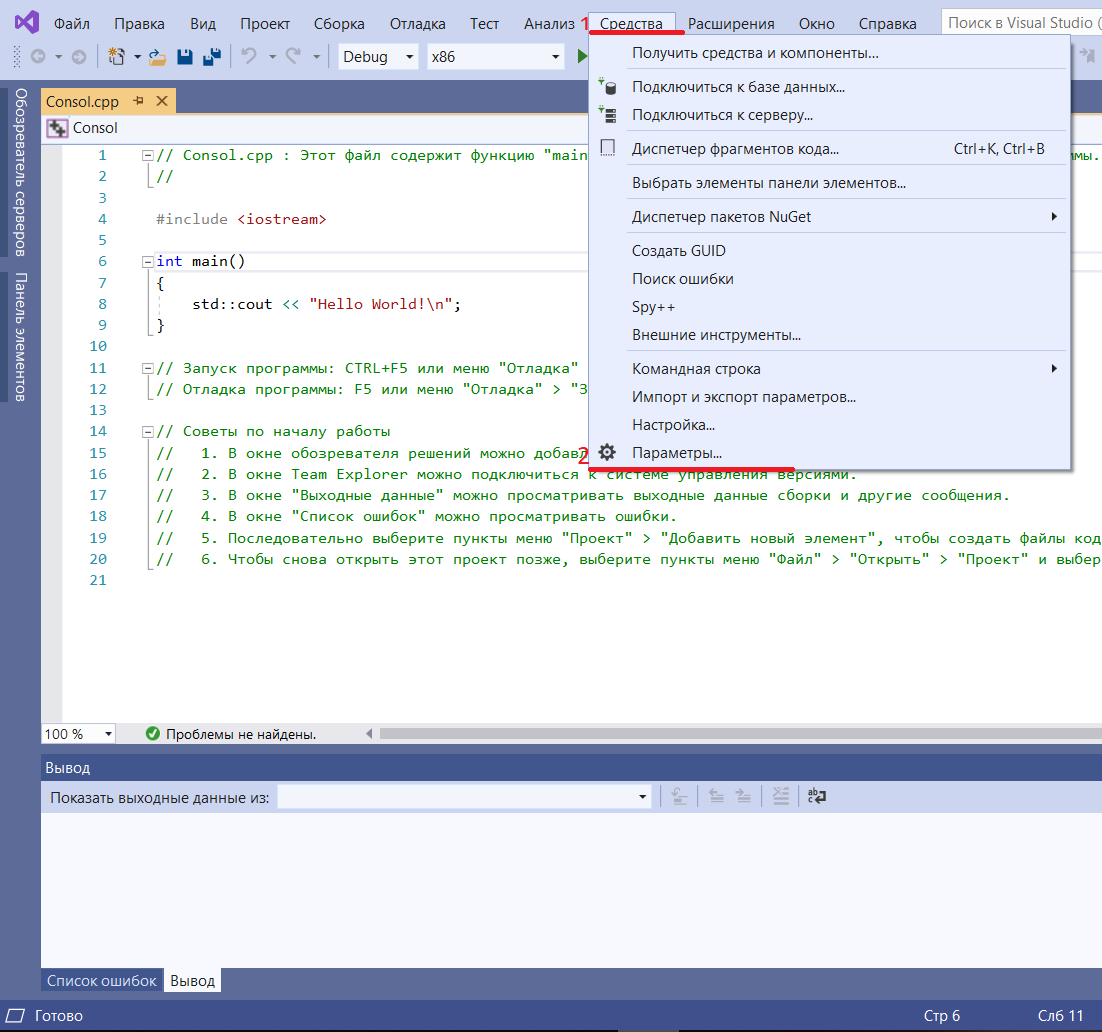 Файл Правка Вид Проект Сборка Отладка Тест Анализ 1 Средства Расширения Окно Справка Поиск в Visual Studio (
Debug x86
Получить средства и компоненты...
Подключиться к базе данных...
Подключиться к серверу...
Диспетчер фрагментов кода... Ctrl+K, Ctrl+B
Выбрать элементы панели элементов...
Диспетчер пакетов NuGet
Создать GUID
Поиск ошибки
Spy++
Внешние инструменты...
Командная строка
Импорт и экспорт параметров...
Настройка...
2 Параметры...
Обозреватель серверов
Панель элементов
Consol.cpp
Consol
1 // Consol.cpp : Этот файл содержит функцию "main мы.
2 //
3
4 #include <iostream>
5
6 int main()
7 {
8 std::cout << "Hello World!\n";
9 }
10
11 // Запуск программы: CTRL+F5 или меню "Отладка"
12 // Отладка программы: F5 или меню "Отладка" > "З
13
14 // Советы по началу работы
15 // 1. В окне обозревателя решений можно добавл
16 // 2. В окне Team Explorer можно подключиться к системе управления версиями.
17 // 3. В окне "Выходные данные" можно просматривать выходные данные сборки и другие сообщения.
18 // 4. В окне "Список ошибок" можно просматривать ошибки.
19 // 5. Последовательно выберите пункты меню "Проект" > "Добавить новый элемент", чтобы создать файлы код
20 // 6. Чтобы снова открыть этот проект позже, выберите пункты меню "Файл" > "Открыть" > "Проект" и выбер
21
100 % Проблемы не найдены.
Вывод
Показать выходные данные из:
Список ошибок Вывод
Готово Стр 6 Слб 11